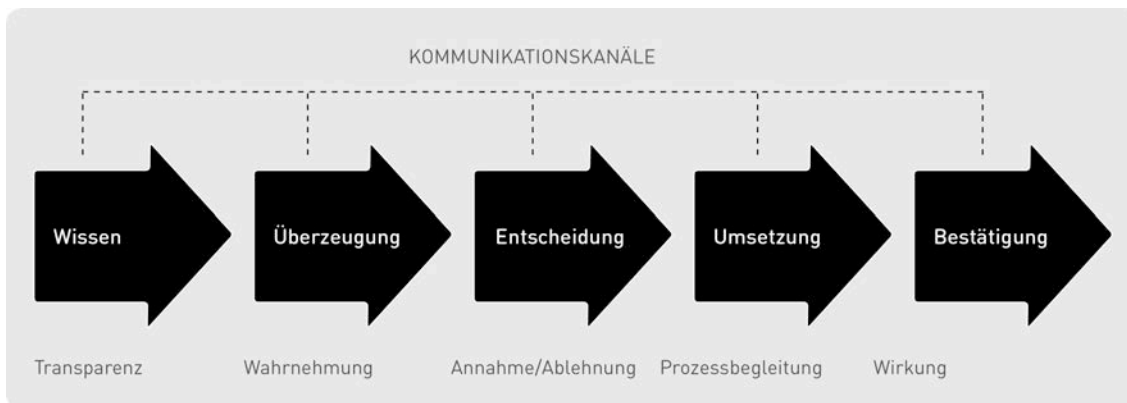 KOMMUNIKATIONSKANÄLE
Wissen
Überzeugung
Entscheidung
Umsetzung
Bestätigung
Transparenz
Wahrnehmung
Annahme/Ablehnung
Prozessbegleitung
Wirkung